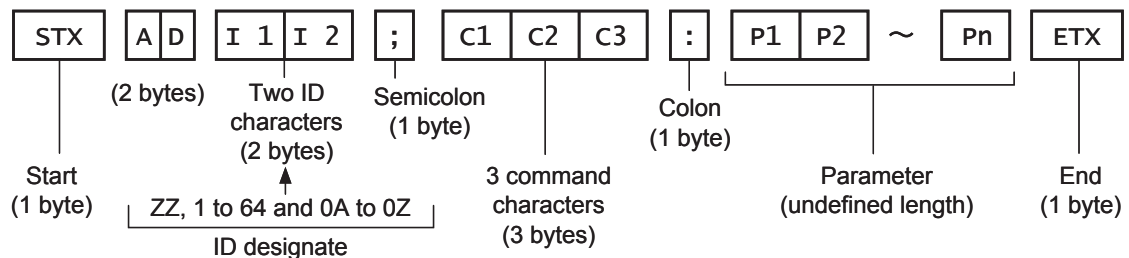 STX A D I 1 I 2 ; C1 C2 C3 : P1 P2 ～ Pn ETX
(2 bytes)
Two ID
characters
(2 bytes)
Semicolon
(1 byte)
Colon
(1 byte)
Start
(1 byte)
ZZ, 1 to 64 and 0A to 0Z
ID designate
3 command
characters
(3 bytes)
Parameter
(undefined length)
End
(1 byte)